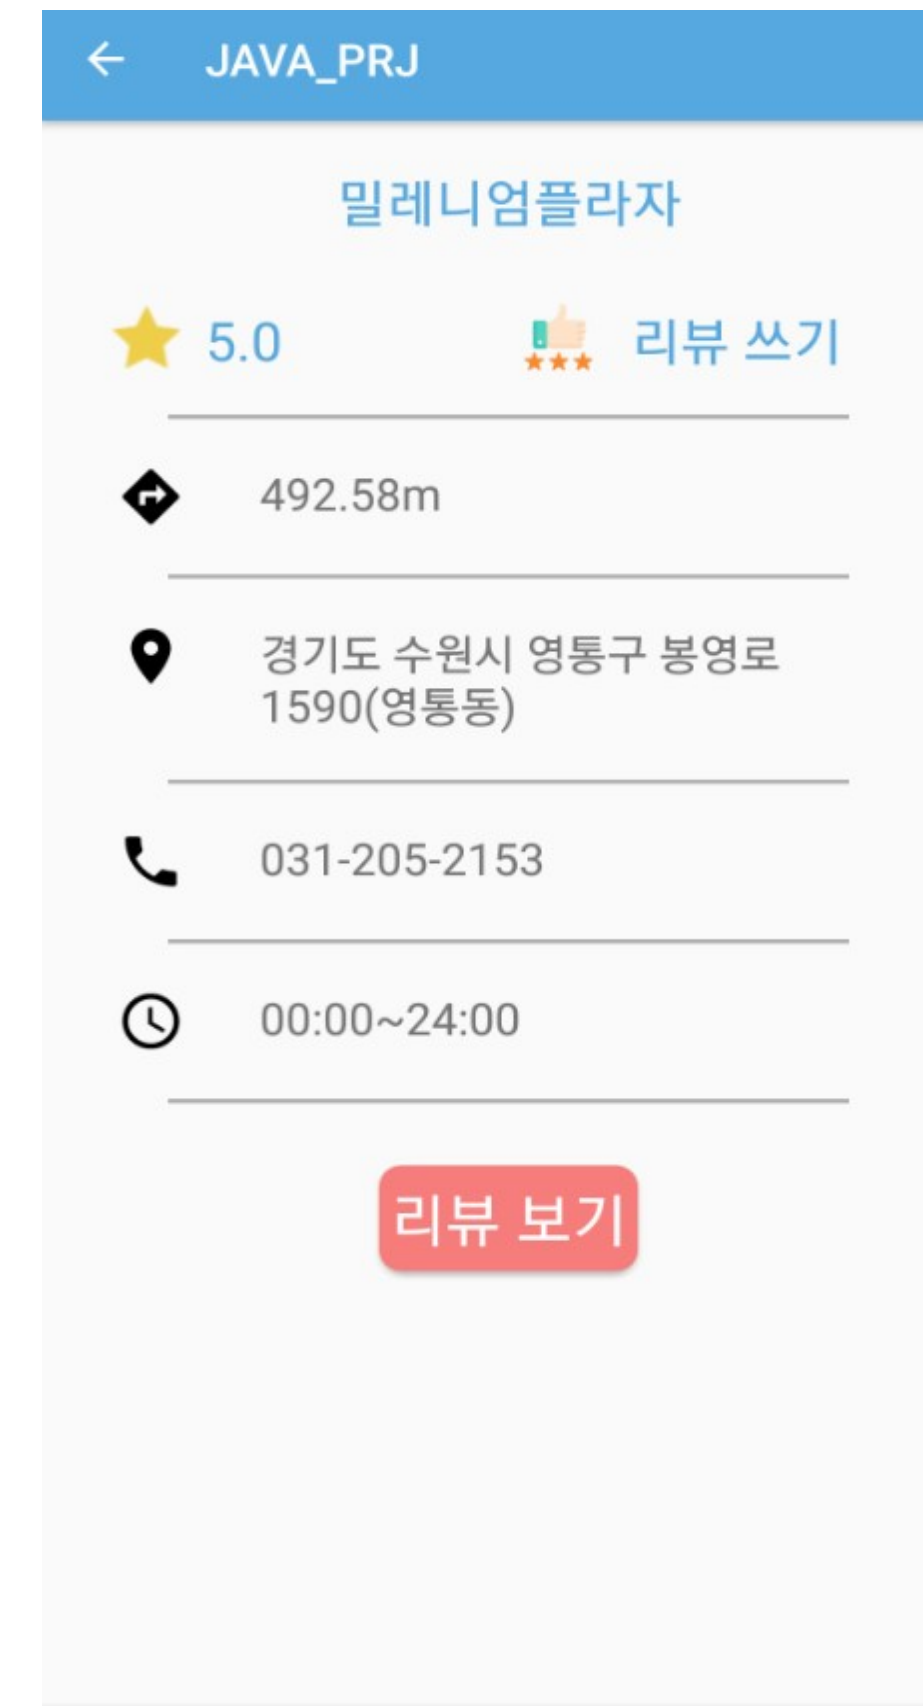 JAVA_PRJ
밀레니엄플라자
5.0 리뷰 쓰기
492.58m
경기도 수원시 영통구 봉영로
1590(영통동)
031-205-2153
00:00~24:00
리뷰 보기